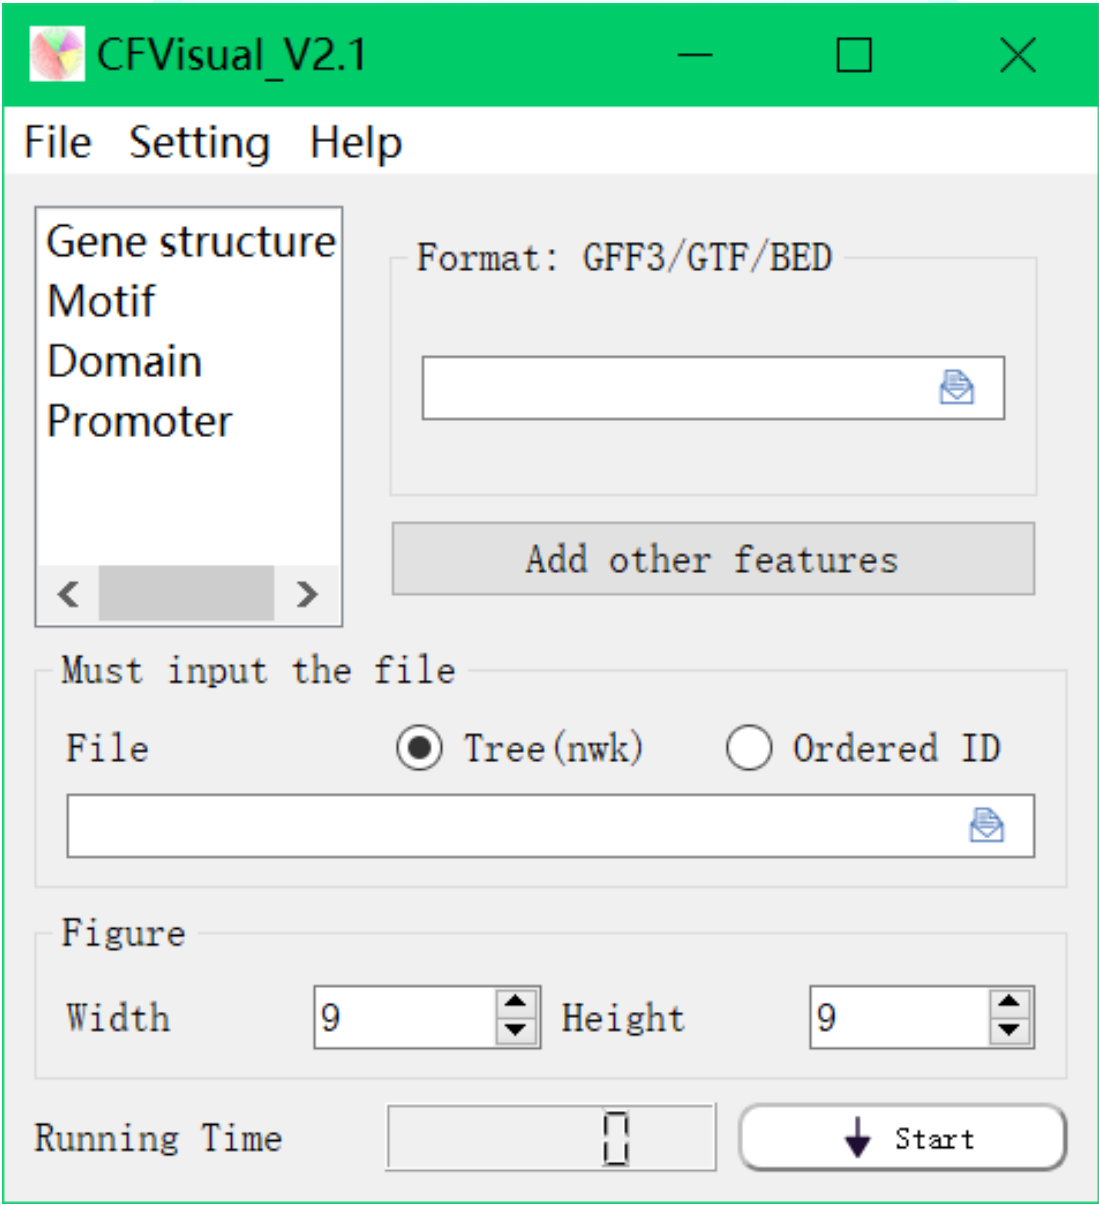 CFVisual_V2.1
File Setting Help
Gene structure
Motif
Domain
Promoter
Format: GFF3/GTF/BED
Add other features
Must input the file
File Tree(nwk) Ordered ID
Figure
Width 9 Height 9
Running Time 0 Start